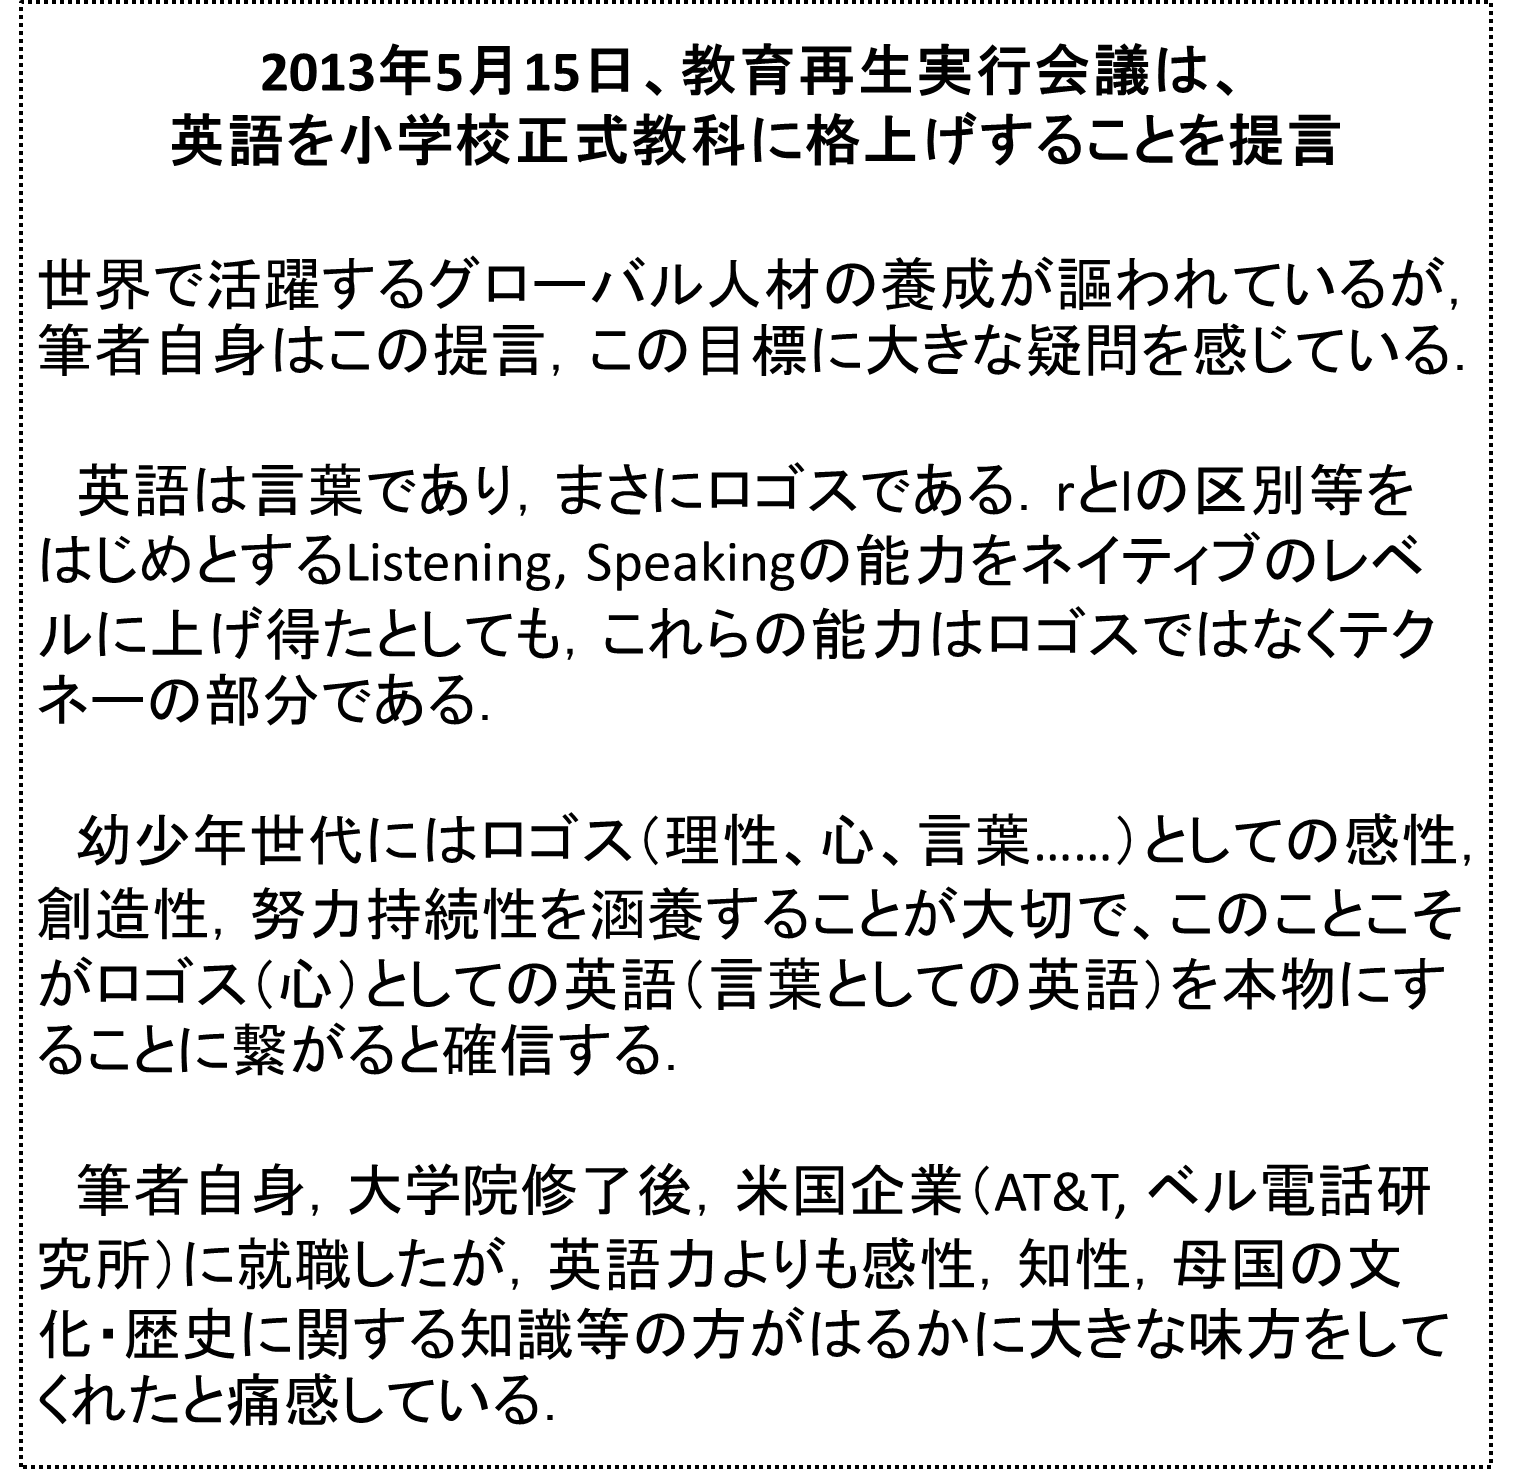 2013年5月15日、教育再生実行会議は、
英語を小学校正式教科に格上げすることを提言
世界で活躍するグローバル人材の養成が謳われているが，
筆者自身はこの提言，この目標に大きな疑問を感じている．
英語は言葉であり，まさにロゴスである．rとlの区別等を
はじめとするListening, Speakingの能力をネイティブのレベ
ルに上げ得たとしても，これらの能力はロゴスではなくテク
ネーの部分である．
幼少年世代にはロゴス（理性、心、言葉……）としての感性，
創造性，努力持続性を涵養することが大切で、このことこそ
がロゴス（心）としての英語（言葉としての英語）を本物にす
ることに繋がると確信する．
筆者自身，大学院修了後，米国企業（AT&T, ベル電話研
究所）に就職したが，英語力よりも感性，知性，母国の文
化・歴史に関する知識等の方がはるかに大きな味方をして
くれたと痛感している．